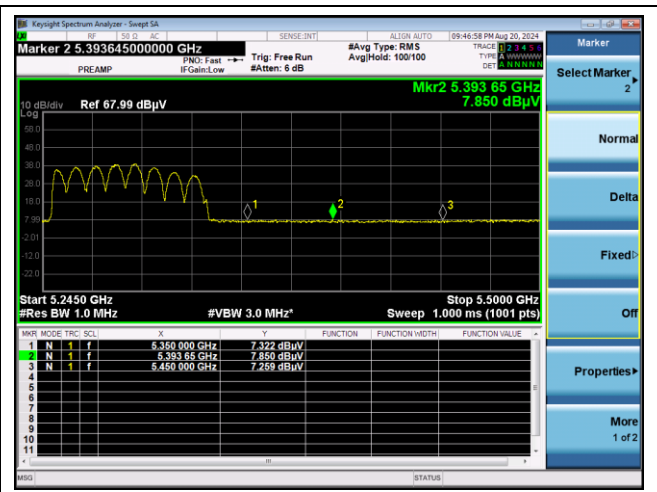 Keysight Spectrum Analyzer - Swept SA
RF 50 Ω AC SENSE:INT ALIGN AUTO 09:46:58 PM Aug 20, 2024
Marker 2 5.393645000000 GHz #Avg Type: RMS TRACE 1 2 3 4 5 6
PNO: Fast Trig: Free Run Avg|Hold: 100/100 TYPE A WWWWW
PREAMP IFGain:Low #Atten: 6 dB DET A N N N N N
Mkr2 5.393 65 GHz
10 dB/div Ref 67.99 dBµV 7.850 dBµV
Log
58.0
48.0
38.0
28.0
18.0
7.99
-2.01
-12.0
-22.0
1 2 3
Start 5.2450 GHz Stop 5.5000 GHz
#Res BW 1.0 MHz #VBW 3.0 MHz* Sweep 1.000 ms (1001 pts)
MKR MODE TRC SCL X Y FUNCTION FUNCTION WIDTH FUNCTION VALUE
1 N 1 f 5.350 000 GHz 7.322 dBµV
2 N 1 f 5.393 65 GHz 7.850 dBµV
3 N 1 f 5.450 000 GHz 7.259 dBµV
4
5
6
7
8
9
10
11
MSG STATUS
Marker
Select Marker
2
Normal
Delta
Fixed
Off
Properties
More
1 of 2